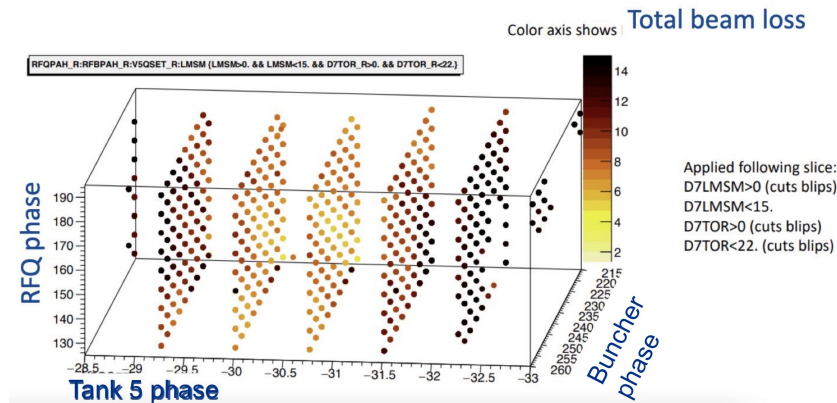 Color axis shows Total beam loss
RFQPAH_R:RFBPAH_R:V5QSET_R:LMSM {LMSM>0. && LMSM<15. && D7TOR_R>0. && D7TOR_R<22.}
14
12
10
8
6
4
2
Applied following slice:
D7LMSM>0 (cuts blips)
D7LMSM<15.
D7TOR>0 (cuts blips)
D7TOR<22. (cuts blips)
RFQ phase
190
180
170
160
150
140
130
−28.5 −29 −29.5 −30 −30.5 −31 −31.5 −32 −32.5 −33
Tank 5 phase
215
220
225
230
235
240
245
250
255
260
Buncher
phase